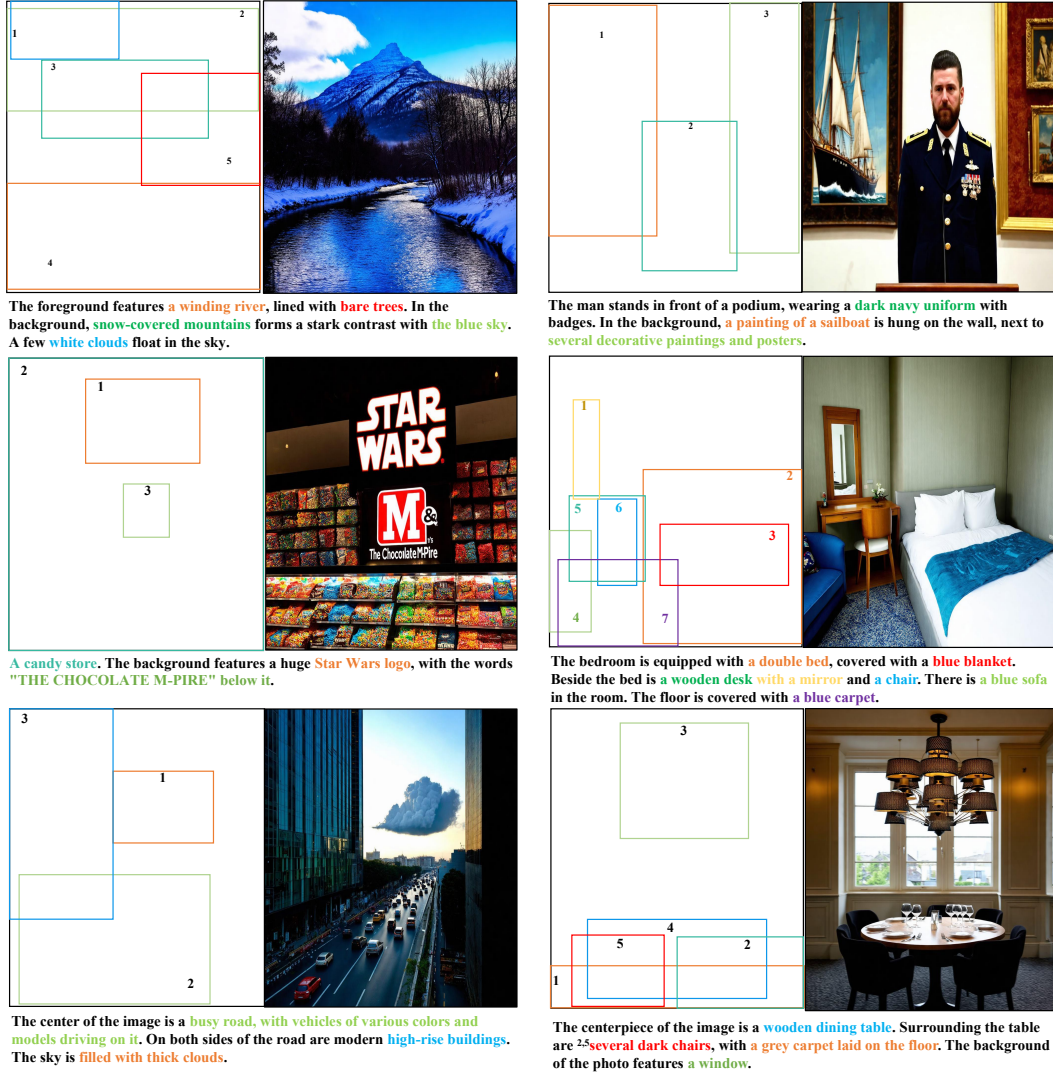 1
2
3
5
4
The foreground features a winding river, lined with bare trees. In the
background, snow-covered mountains forms a stark contrast with the blue sky.
A few white clouds float in the sky.
3
1
2
The man stands in front of a podium, wearing a dark navy uniform with
badges. In the background, a painting of a sailboat is hung on the wall, next to
several decorative paintings and posters.
2
1
3
STAR
WARS
M&
The ChocolateM-Pire
A candy store. The background features a huge Star Wars logo, with the words
"THE CHOCOLATE M-PIRE" below it.
1
2
5
6
3
4
7
The bedroom is equipped with a double bed, covered with a blue blanket.
Beside the bed is a wooden desk with a mirror and a chair. There is a blue sofa
in the room. The floor is covered with a blue carpet.
3
1
2
The center of the image is a busy road, with vehicles of various colors and
models driving on it. On both sides of the road are modern high-rise buildings.
The sky is filled with thick clouds.
3
4
5
2
1
The centerpiece of the image is a wooden dining table. Surrounding the table
are 2,5several dark chairs, with a grey carpet laid on the floor. The background
of the photo features a window.